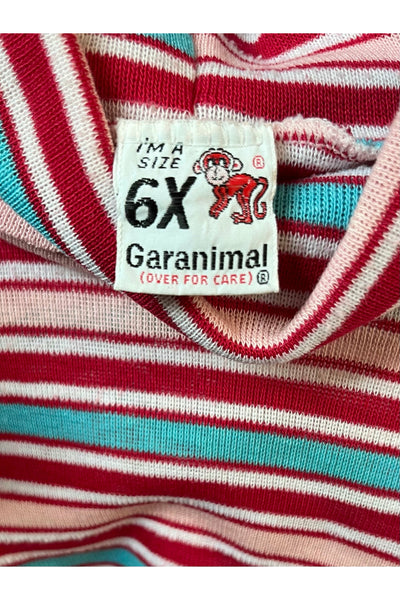 I'M A
SIZE
6X ®
Garanimal
(OVER FOR CARE) ®